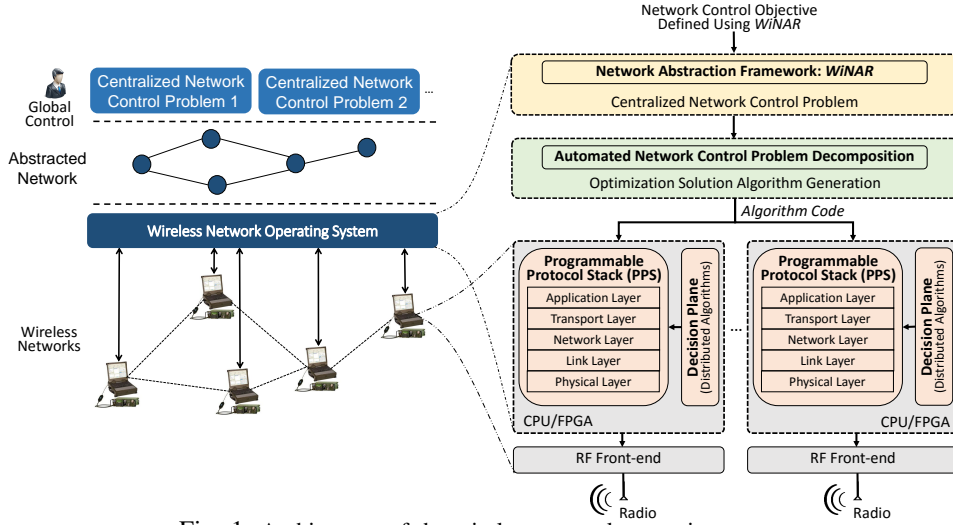 Network Control Objective
Defined Using WiNAR
Centralized Network
Control Problem 1
Centralized Network
Control Problem 2
...
Global
Control
Abstracted
Network
Wireless Network Operating System
Wireless
Networks
Network Abstraction Framework: WiNAR
Centralized Network Control Problem
Automated Network Control Problem Decomposition
Optimization Solution Algorithm Generation
Algorithm Code
Programmable
Protocol Stack (PPS)
Application Layer
Transport Layer
Network Layer
Link Layer
Physical Layer
Decision Plane
(Distributed Algorithms)
CPU/FPGA
...
Programmable
Protocol Stack (PPS)
Application Layer
Transport Layer
Network Layer
Link Layer
Physical Layer
Decision Plane
(Distributed Algorithms)
CPU/FPGA
RF Front-end
RF Front-end
Radio
Radio